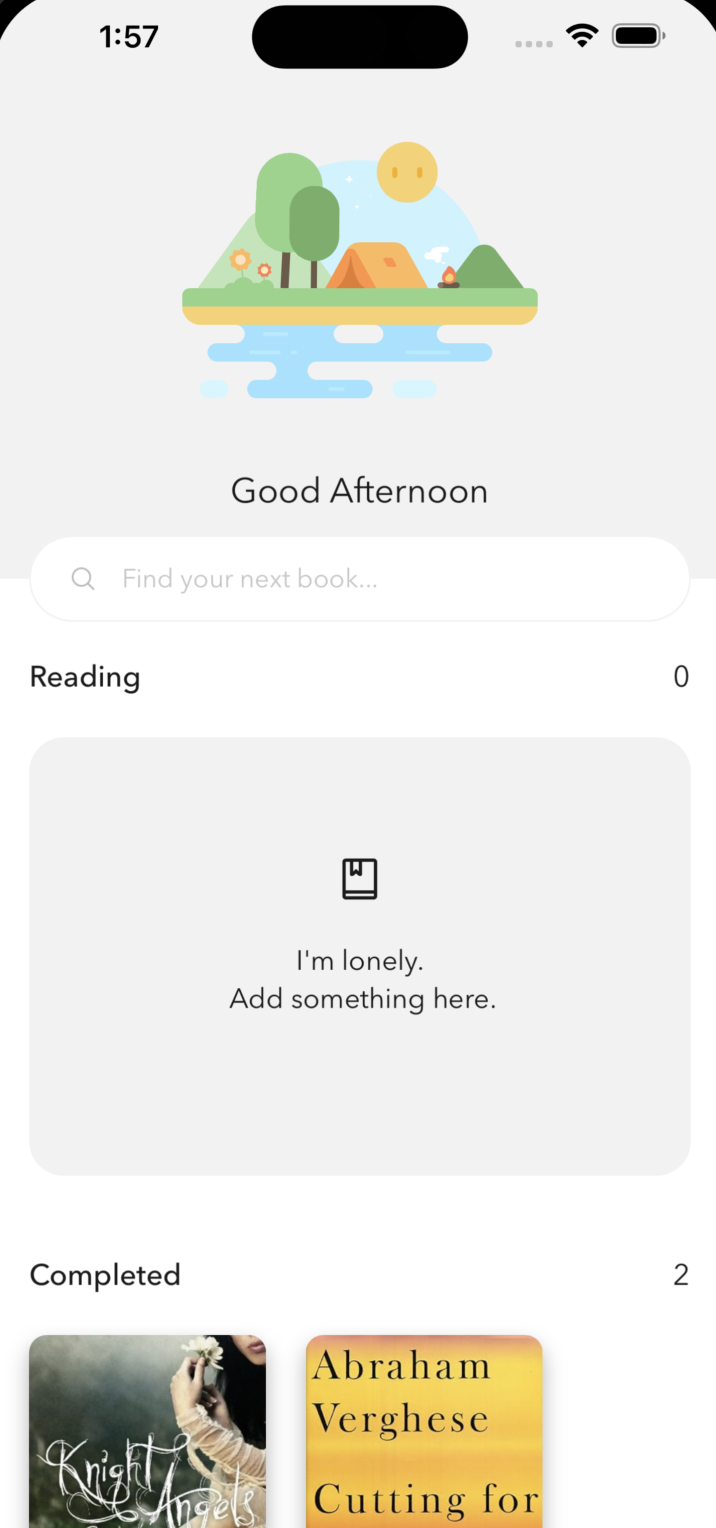 1:57
Good Afternoon
Find your next book...
Reading
0
I'm lonely.
Add something here.
Completed
2
Knight
Angels
Abraham
Verghese
Cutting for